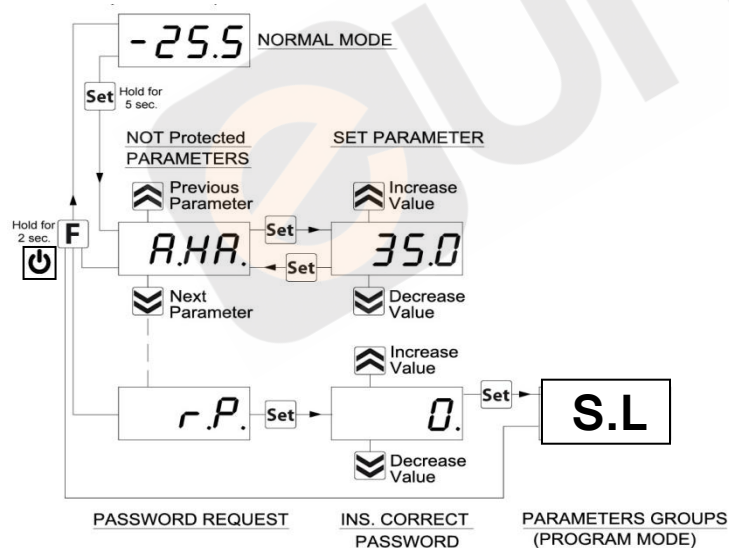 -25.5
NORMAL MODE
Set
Hold for
5 sec.
NOT Protected
PARAMETERS
SET PARAMETER
Previous
Parameter
Increase
Value
Hold for
2 sec.
F
A.HA.
Set
Set
35.0
Next
Parameter
Decrease
Value
Increase
Value
r.P.
Set
0.
Set
S.L
Decrease
Value
PASSWORD REQUEST
INS. CORRECT
PASSWORD
PARAMETERS GROUPS
(PROGRAM MODE)